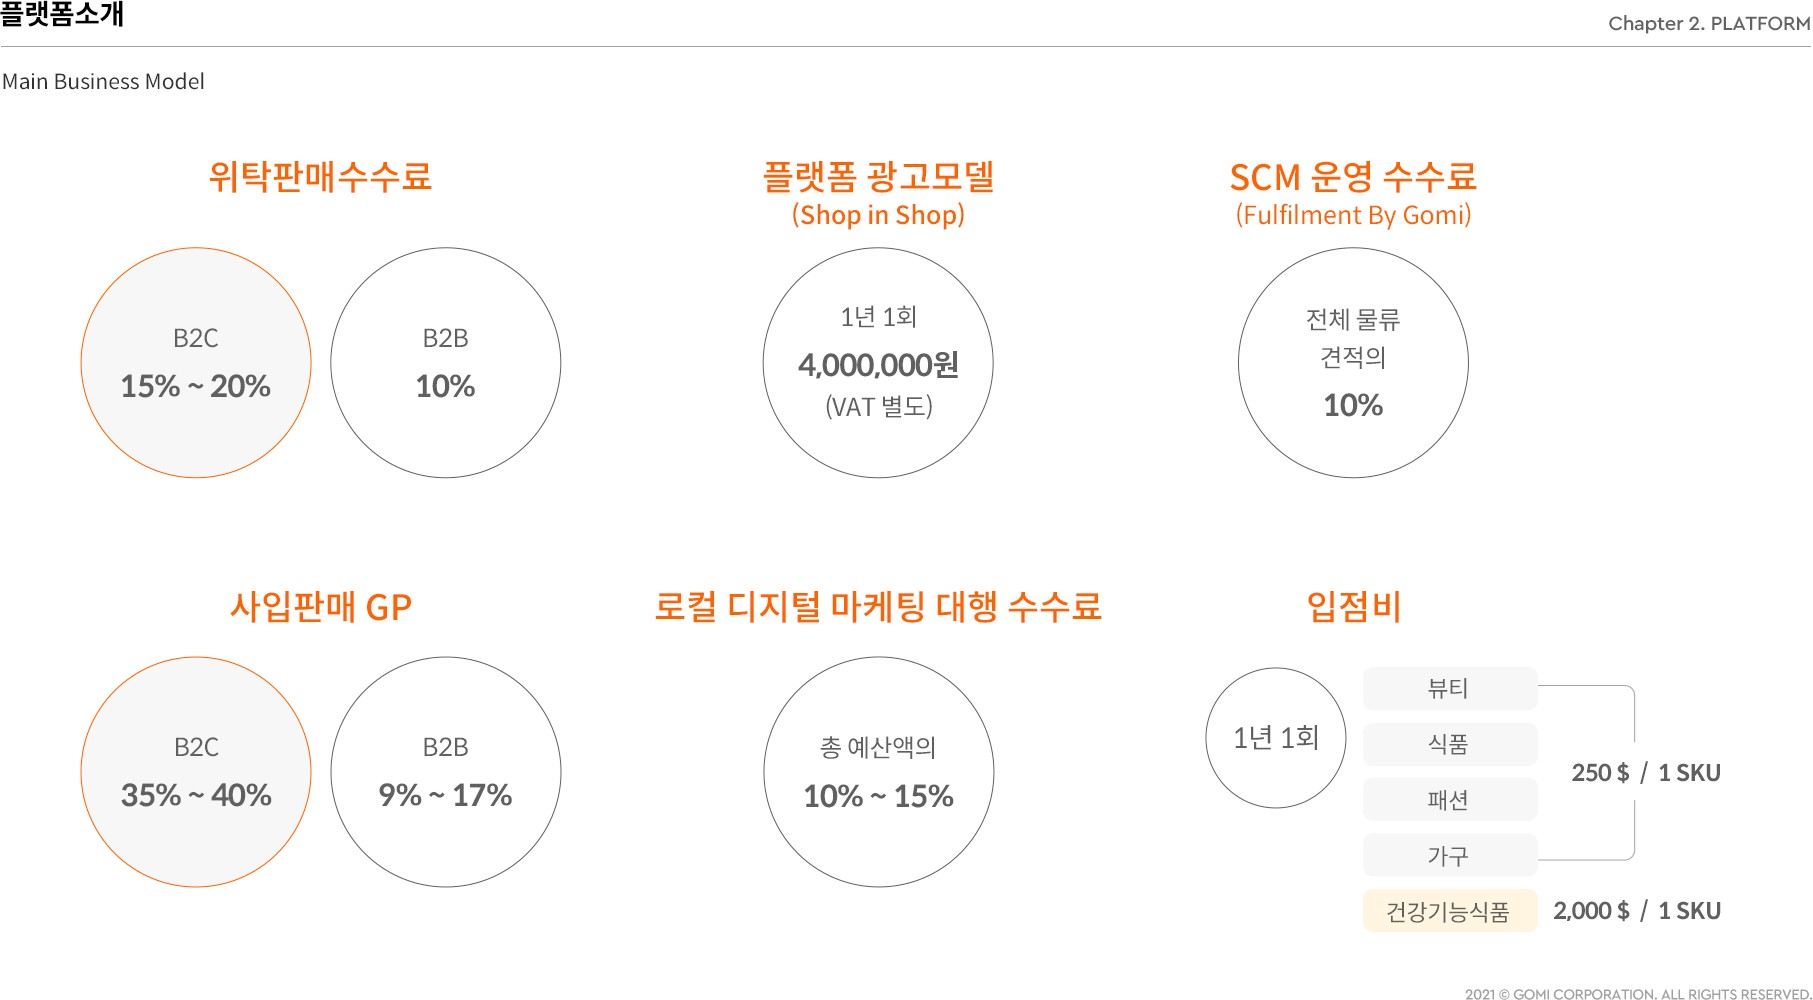 플랫폼소개
Chapter 2. PLATFORM
Main Business Model
위탁판매수수료
B2C
15% ~ 20%
B2B
10%
플랫폼 광고모델
(Shop in Shop)
1년 1회
4,000,000원
(VAT 별도)
SCM 운영 수수료
(Fulfilment By Gomi)
전체 물류
견적의
10%
사입판매 GP
B2C
35% ~ 40%
B2B
9% ~ 17%
로컬 디지털 마케팅 대행 수수료
총 예산액의
10% ~ 15%
입점비
1년 1회
뷰티
식품
패션
가구
250 $ / 1 SKU
건강기능식품
2,000 $ / 1 SKU
2021 © GOMI CORPORATION. ALL RIGHTS RESERVED.